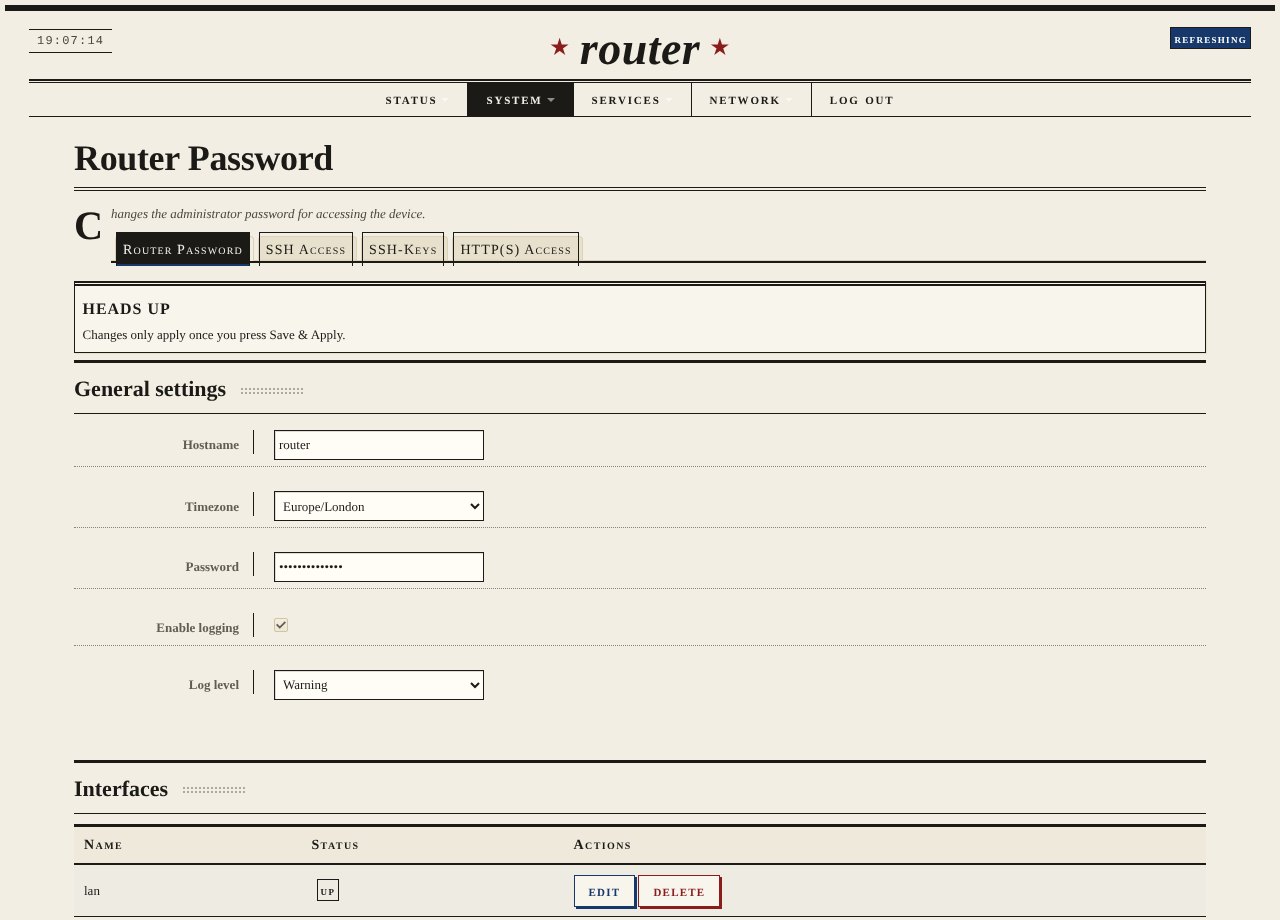 19:07:14
★ router ★
REFRESHING
STATUS SYSTEM SERVICES NETWORK LOG OUT
Router Password
Changes the administrator password for accessing the device.
Router Password SSH Access SSH-Keys HTTP(S) Access
HEADS UP
Changes only apply once you press Save & Apply.
General settings
Hostname router
Timezone Europe/London
Password ••••••••••••••
Enable logging
Log level Warning
Interfaces
Name Status Actions
lan UP EDIT DELETE